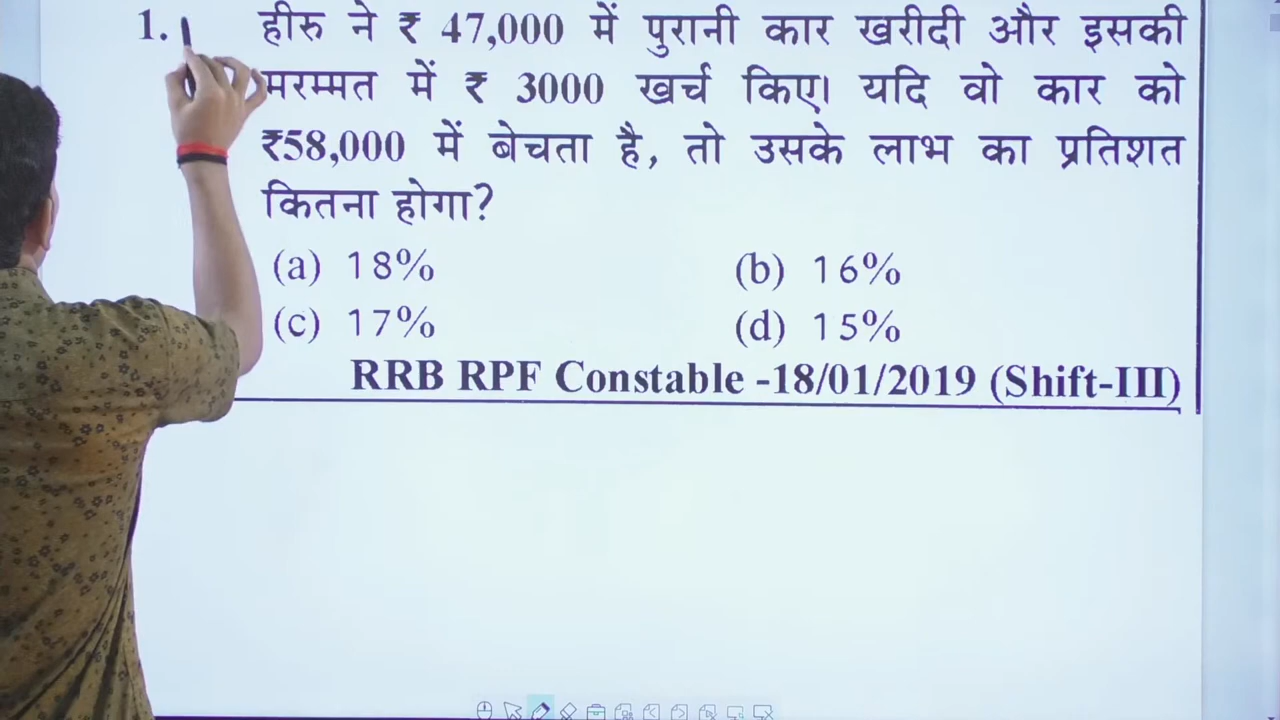 1. हीरु ने ₹ 47,000 में पुरानी कार खरीदी और इसकी
मरम्मत में ₹ 3000 खर्च किए। यदि वो कार को
₹58,000 में बेचता है, तो उसके लाभ का प्रतिशत
कितना होगा?
(a) 18% (b) 16%
(c) 17% (d) 15%
RRB RPF Constable -18/01/2019 (Shift-III)